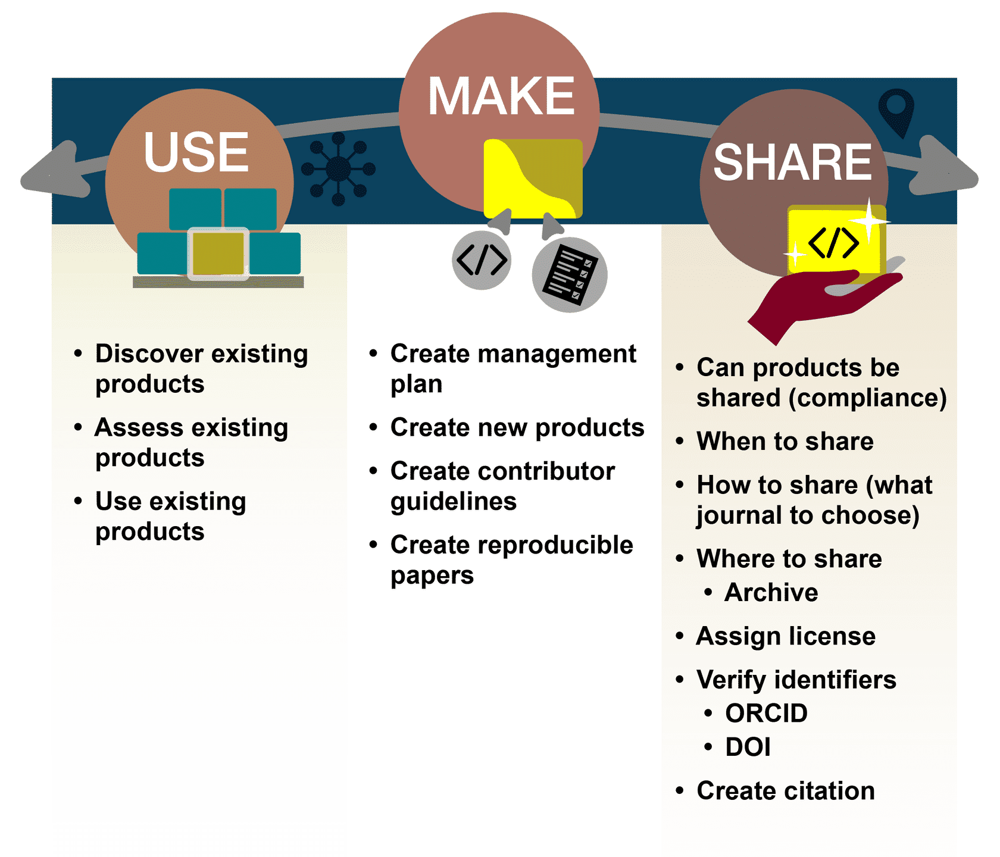 USE
MAKE
SHARE
</>
</>
• Discover existing
products
• Assess existing
products
• Use existing
products
• Create management
plan
• Create new products
• Create contributor
guidelines
• Create reproducible
papers
• Can products be
shared (compliance)
• When to share
• How to share (what
journal to choose)
• Where to share
• Archive
• Assign license
• Verify identifiers
• ORCID
• DOI
• Create citation